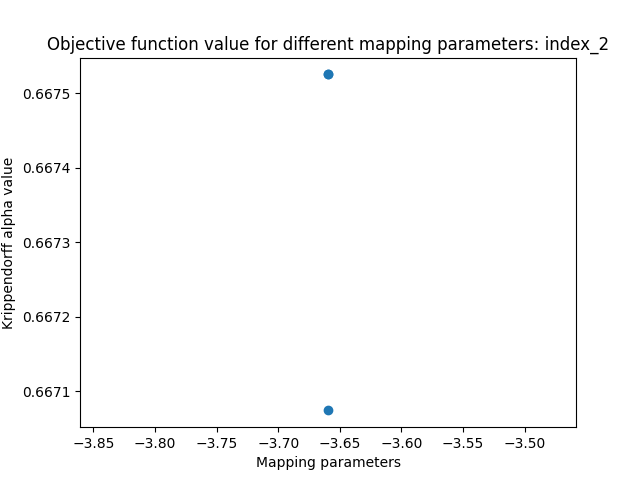 Objective function value for different mapping parameters: index_2
Krippendorff alpha value
0.6675
0.6674
0.6673
0.6672
0.6671
−3.85 −3.80 −3.75 −3.70 −3.65 −3.60 −3.55 −3.50
Mapping parameters